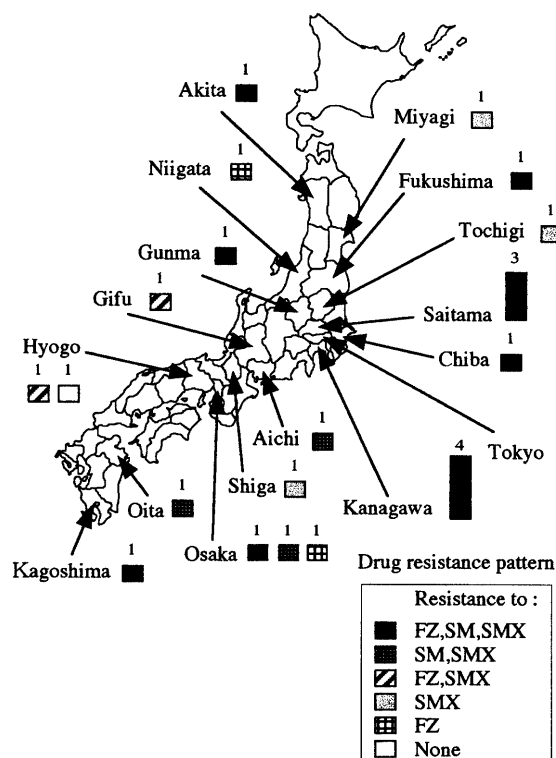 1
Akita
1
Miyagi
1
Niigata
1
Fukushima
1
Tochigi
1
Gunma
3
Saitama
1
Gifu
1
Chiba
Hyogo
1 1
Tokyo
1
Aichi
4
Kanagawa
1
Shiga
1
Oita
1 1 1
Osaka
1
Kagoshima
Drug resistance pattern
Resistance to :
FZ,SM,SMX
SM,SMX
FZ,SMX
SMX
FZ
None